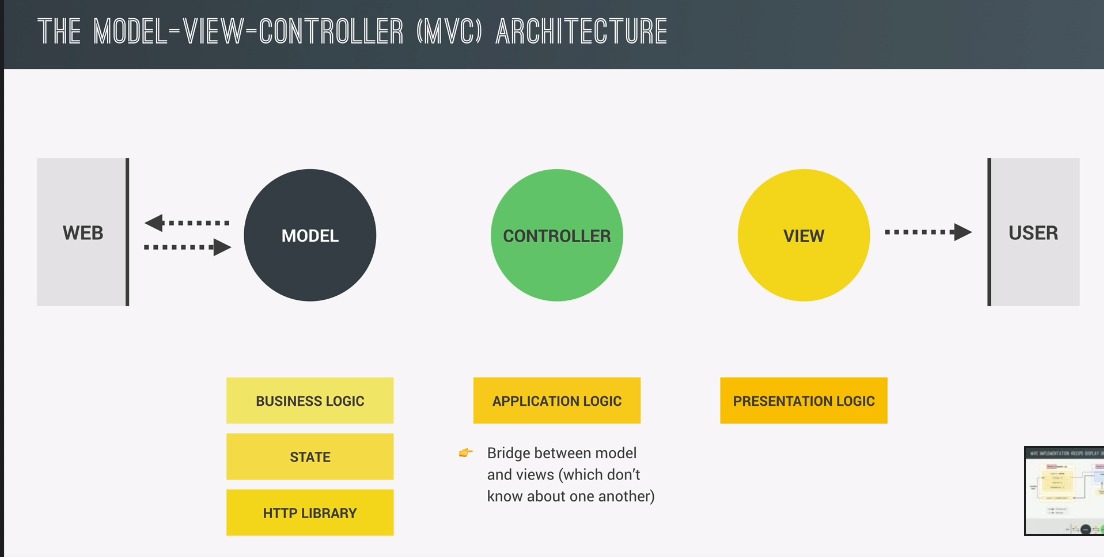 THE MODEL-VIEW-CONTROLLER (MVC) ARCHITECTURE
WEB
MODEL
CONTROLLER
VIEW
USER
BUSINESS LOGIC
APPLICATION LOGIC
PRESENTATION LOGIC
STATE
HTTP LIBRARY
Bridge between model
and views (which don't
know about one another)